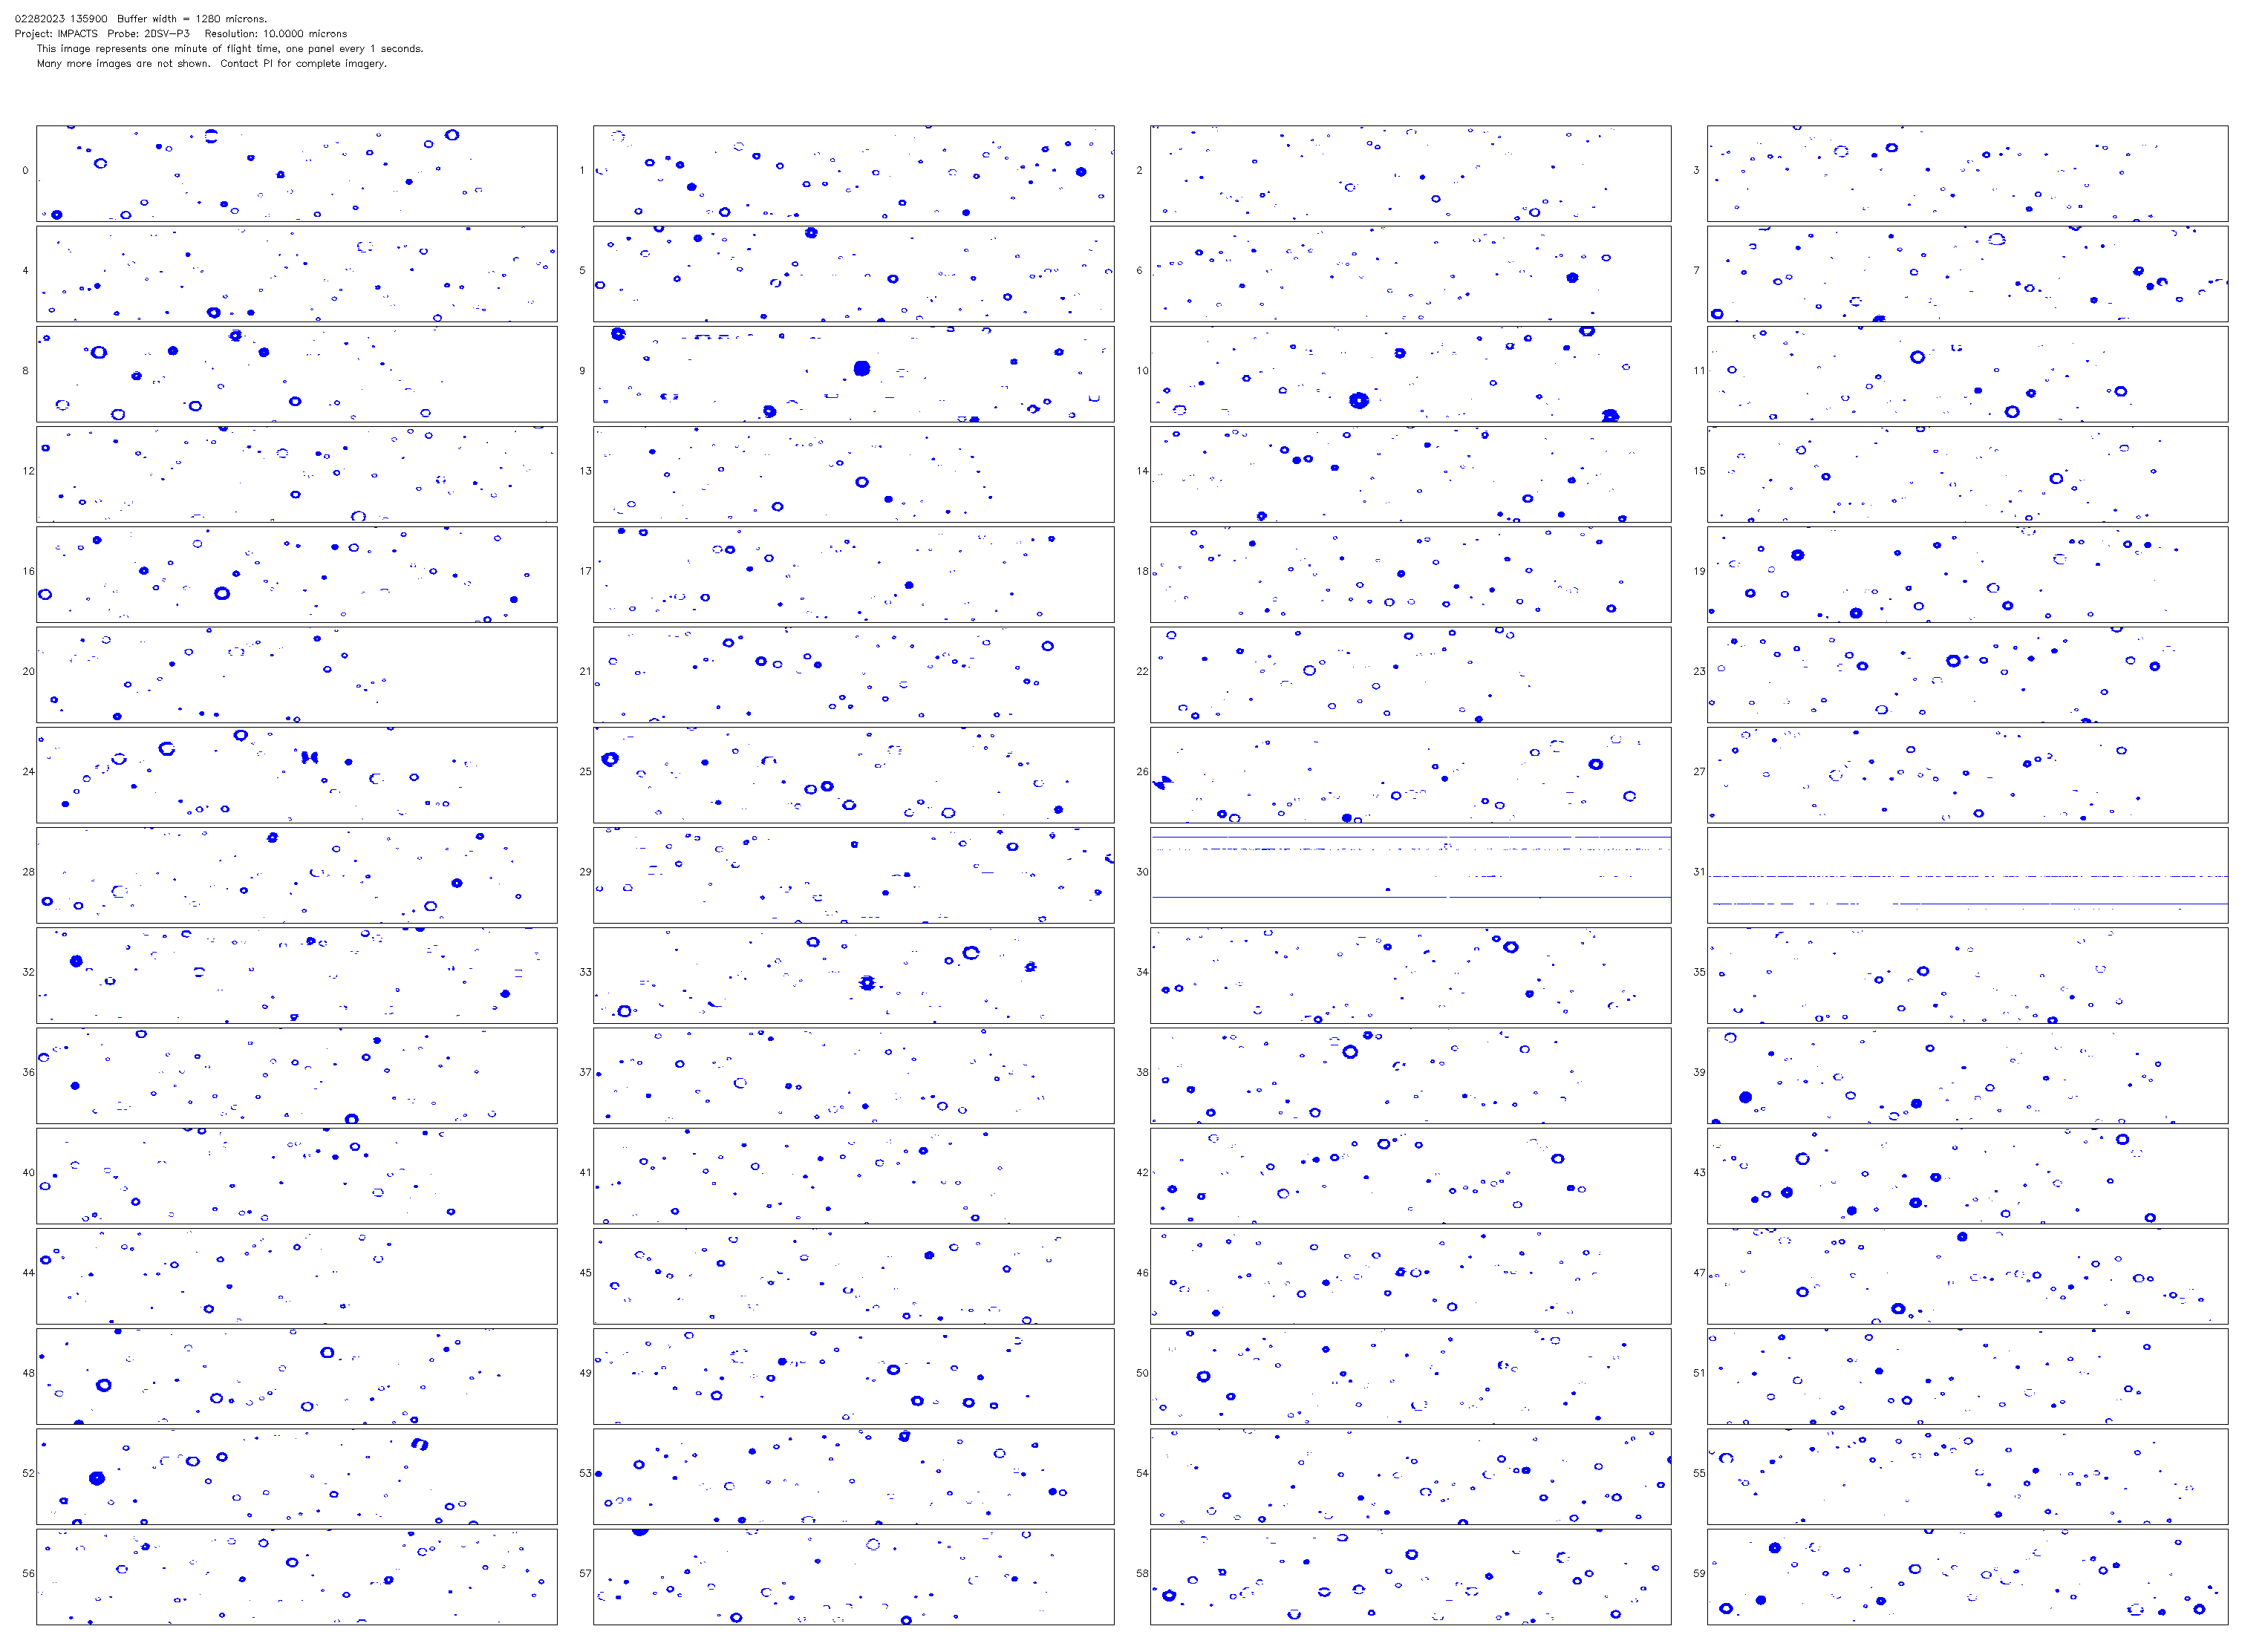 02282023 135900  Buffer width = 1280 microns.
Project: IMPACTS  Probe: 2DSV-P3  Resolution: 10.0000 microns
This image represents one minute of flight time, one panel every 1 seconds.
Many more images are not shown.  Contact PI for complete imagery.
0 1 2 3
4 5 6 7
8 9 10 11
12 13 14 15
16 17 18 19
20 21 22 23
24 25 26 27
28 29 30 31
32 33 34 35
36 37 38 39
40 41 42 43
44 45 46 47
48 49 50 51
52 53 54 55
56 57 58 59